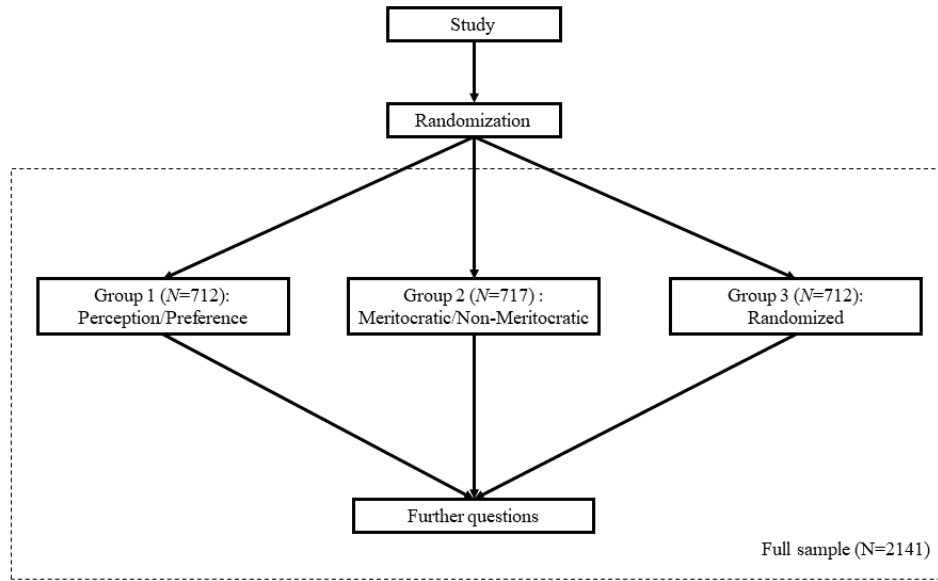 Study
Randomization
Group 1 (N=712):
Perception/Preference
Group 2 (N=717) :
Meritocratic/Non-Meritocratic
Group 3 (N=712):
Randomized
Further questions
Full sample (N=2141)